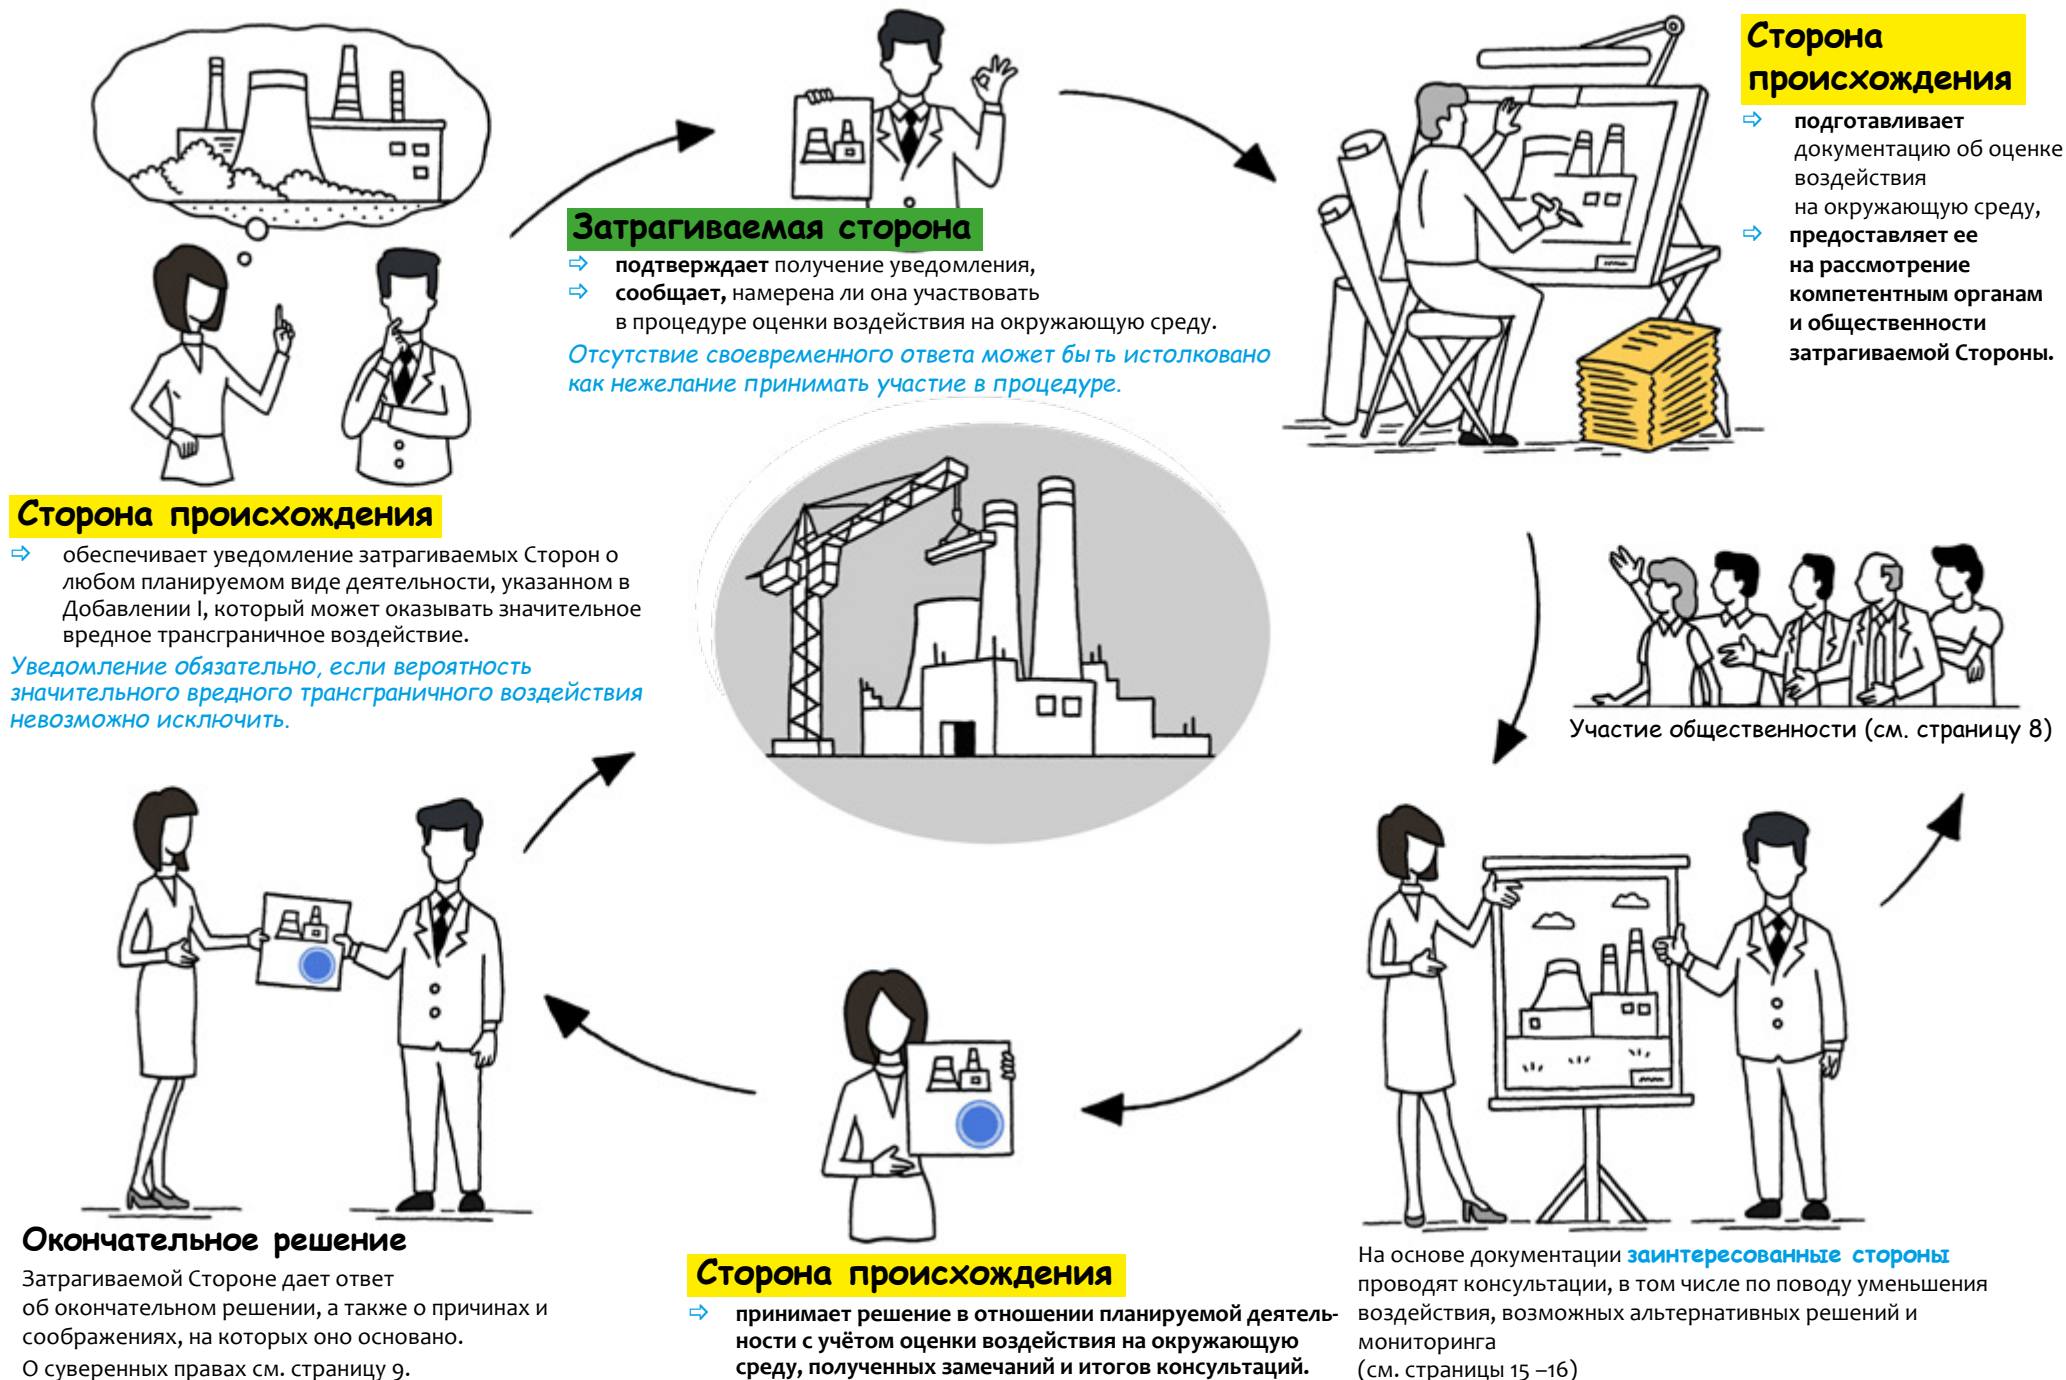 Сторона происхождения
⇨ обеспечивает уведомление затрагиваемых Сторон о
любом планируемом виде деятельности, указанном в
Добавлении I, который может оказывать значительное
вредное трансграничное воздействие.
Уведомление обязательно, если вероятность
значительного вредного трансграничного воздействия
невозможно исключить.
Затрагиваемая сторона
⇨ подтверждает получение уведомления,
⇨ сообщает, намерена ли она участвовать
в процедуре оценки воздействия на окружающую среду.
Отсутствие своевременного ответа может быть истолковано
как нежелание принимать участие в процедуре.
Сторона
происхождения
⇨ подготавливает
документацию об оценке
воздействия
на окружающую среду,
⇨ предоставляет ее
на рассмотрение
компетентным органам
и общественности
затрагиваемой Стороны.
Участие общественности (см. страницу 8)
На основе документации заинтересованные стороны
проводят консультации, в том числе по поводу уменьшения
воздействия, возможных альтернативных решений и
мониторинга
(см. страницы 15 –16)
Сторона происхождения
⇨ принимает решение в отношении планируемой деятель-
ности с учётом оценки воздействия на окружающую
среду, полученных замечаний и итогов консультаций.
Окончательное решение
Затрагиваемой Стороне дает ответ
об окончательном решении, а также о причинах и
соображениях, на которых оно основано.
О суверенных правах см. страницу 9.